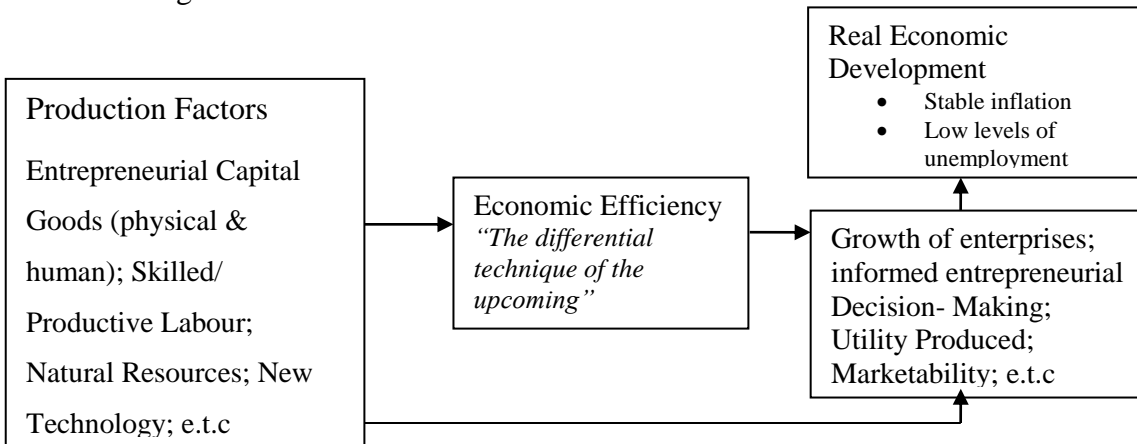 Production Factors
Entrepreneurial Capital
Goods (physical &
human); Skilled/
Productive Labour;
Natural Resources; New
Technology; e.t.c
Economic Efficiency
“The differential
technique of the
upcoming”
Real Economic
Development
• Stable inflation
• Low levels of
unemployment
Growth of enterprises;
informed entrepreneurial
Decision- Making;
Utility Produced;
Marketability; e.t.c